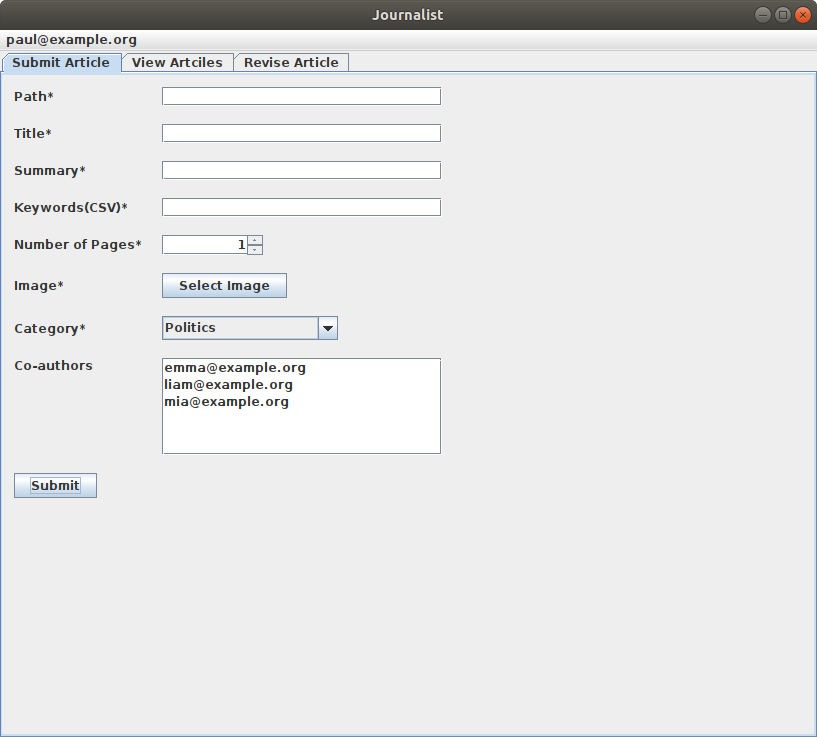 Journalist
paul@example.org
Submit Article View Artciles Revise Article
Path*
Title*
Summary*
Keywords(CSV)*
Number of Pages* 1
Image* Select Image
Category* Politics
Co-authors emma@example.org
liam@example.org
mia@example.org
Submit